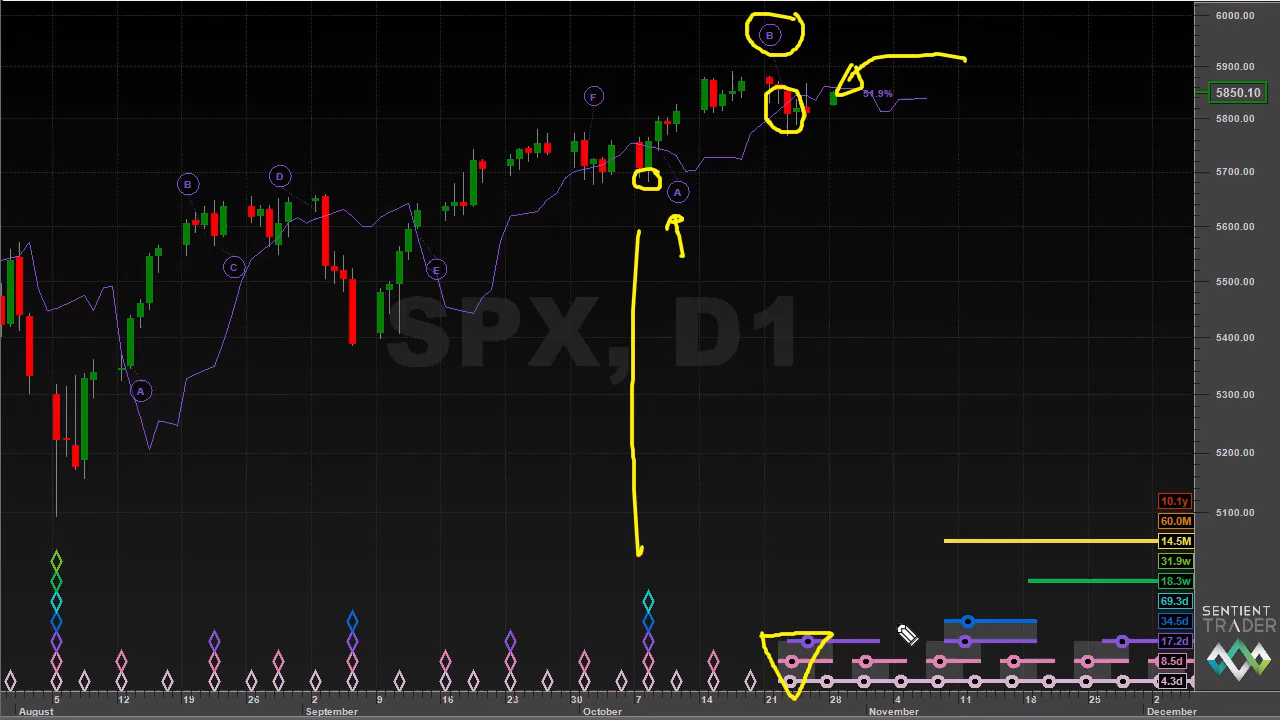 6000.00
B
5900.00
F
51.9%
5850.10
5800.00
B
D
A
5700.00
5600.00
C
E
5500.00
SPX, D1
5400.00
A
5300.00
5200.00
10.1y
5100.00
60.0M
14.5M
31.9w
18.3w
69.3d
SENTIENT
34.5d
TRADER
17.2d
8.5d
4.3d
5 12 19 26 2 9 16 23 30 7 14 21 28 4 11 18 25 2
August September October November December